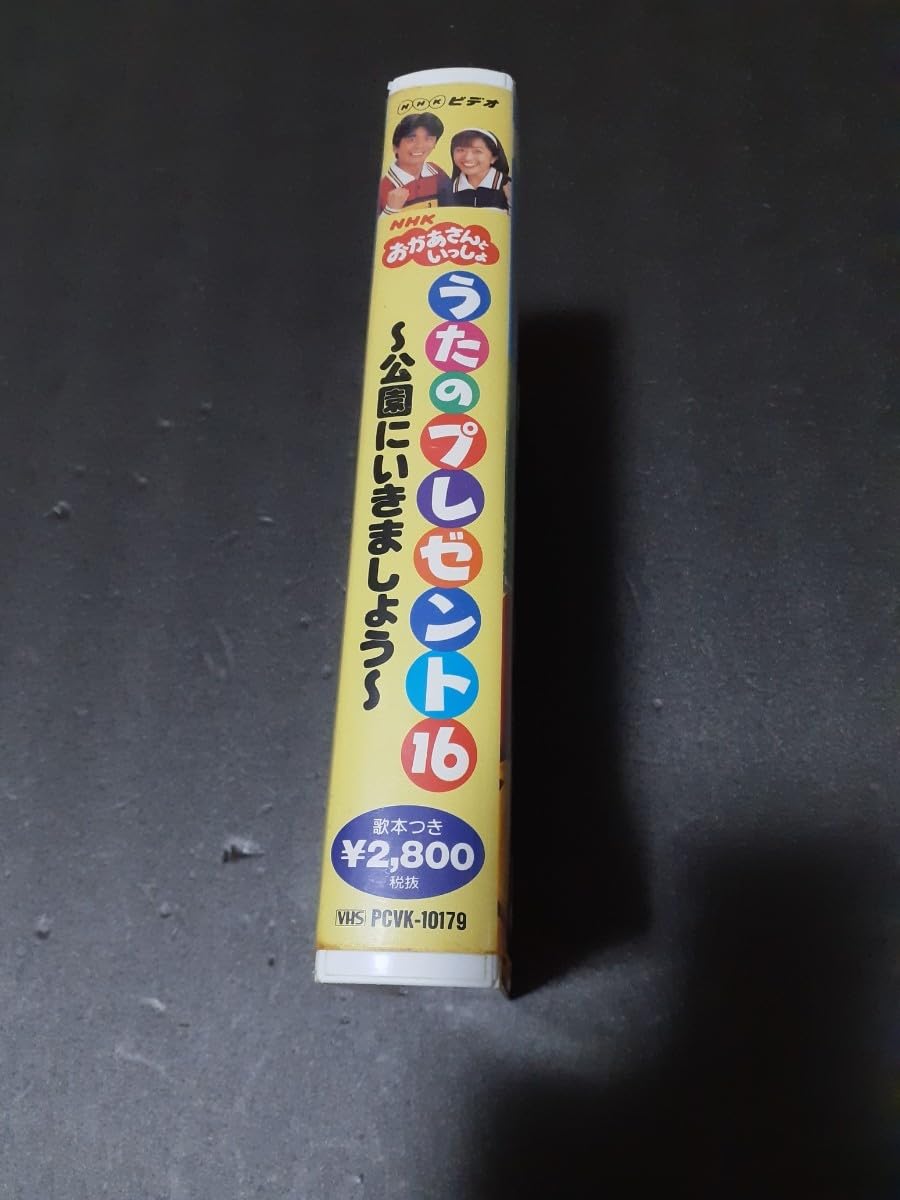 NHKビデオ
NHK
おかあさんと
いっしょ
うたのプレゼント16
~公園にいきましょう~
歌本つき
¥2,800
税抜
VHS PCVK-10179